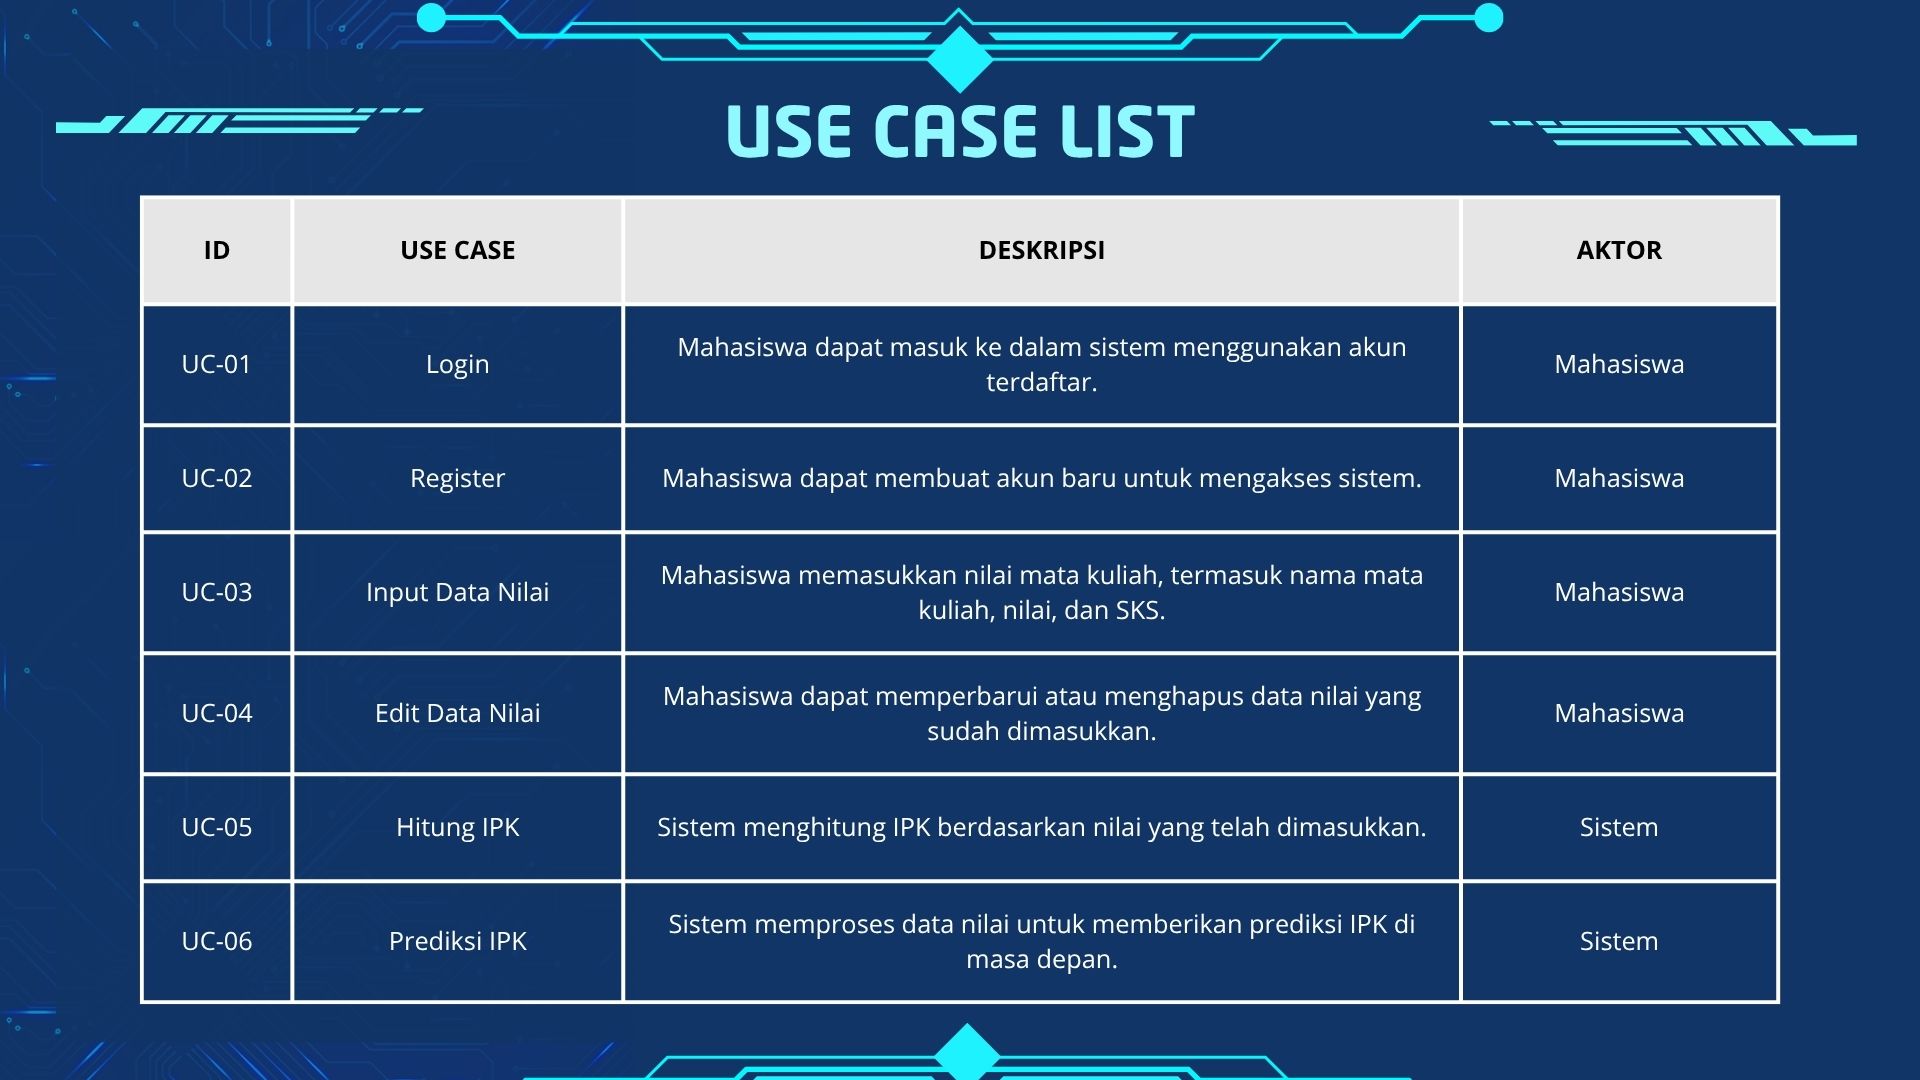 USE CASE LIST
ID
USE CASE
DESKRIPSI
AKTOR
UC-01
Login
Mahasiswa dapat masuk ke dalam sistem menggunakan akun
terdaftar.
Mahasiswa
UC-02
Register
Mahasiswa dapat membuat akun baru untuk mengakses sistem.
Mahasiswa
UC-03
Input Data Nilai
Mahasiswa memasukkan nilai mata kuliah, termasuk nama mata
kuliah, nilai, dan SKS.
Mahasiswa
UC-04
Edit Data Nilai
Mahasiswa dapat memperbarui atau menghapus data nilai yang
sudah dimasukkan.
Mahasiswa
UC-05
Hitung IPK
Sistem menghitung IPK berdasarkan nilai yang telah dimasukkan.
Sistem
UC-06
Prediksi IPK
Sistem memproses data nilai untuk memberikan prediksi IPK di
masa depan.
Sistem